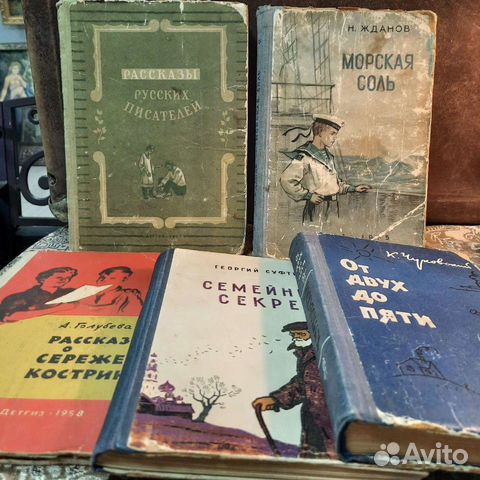 РАССКАЗЫ
РУССКИХ
ПИСАТЕЛЕЙ
Н. ЖДАНОВ
МОРСКАЯ
СОЛЬ
А. Голубева
РАССКАЗ
О
СЕРЕЖЕ
КОСТРИН
Детгиз - 1958
ГЕОРГИЙ СУФТ
СЕМЕЙН
СЕКРЕ
К. Чуковский
ОТ
ДВУХ
ДО
ПЯТИ
Avito